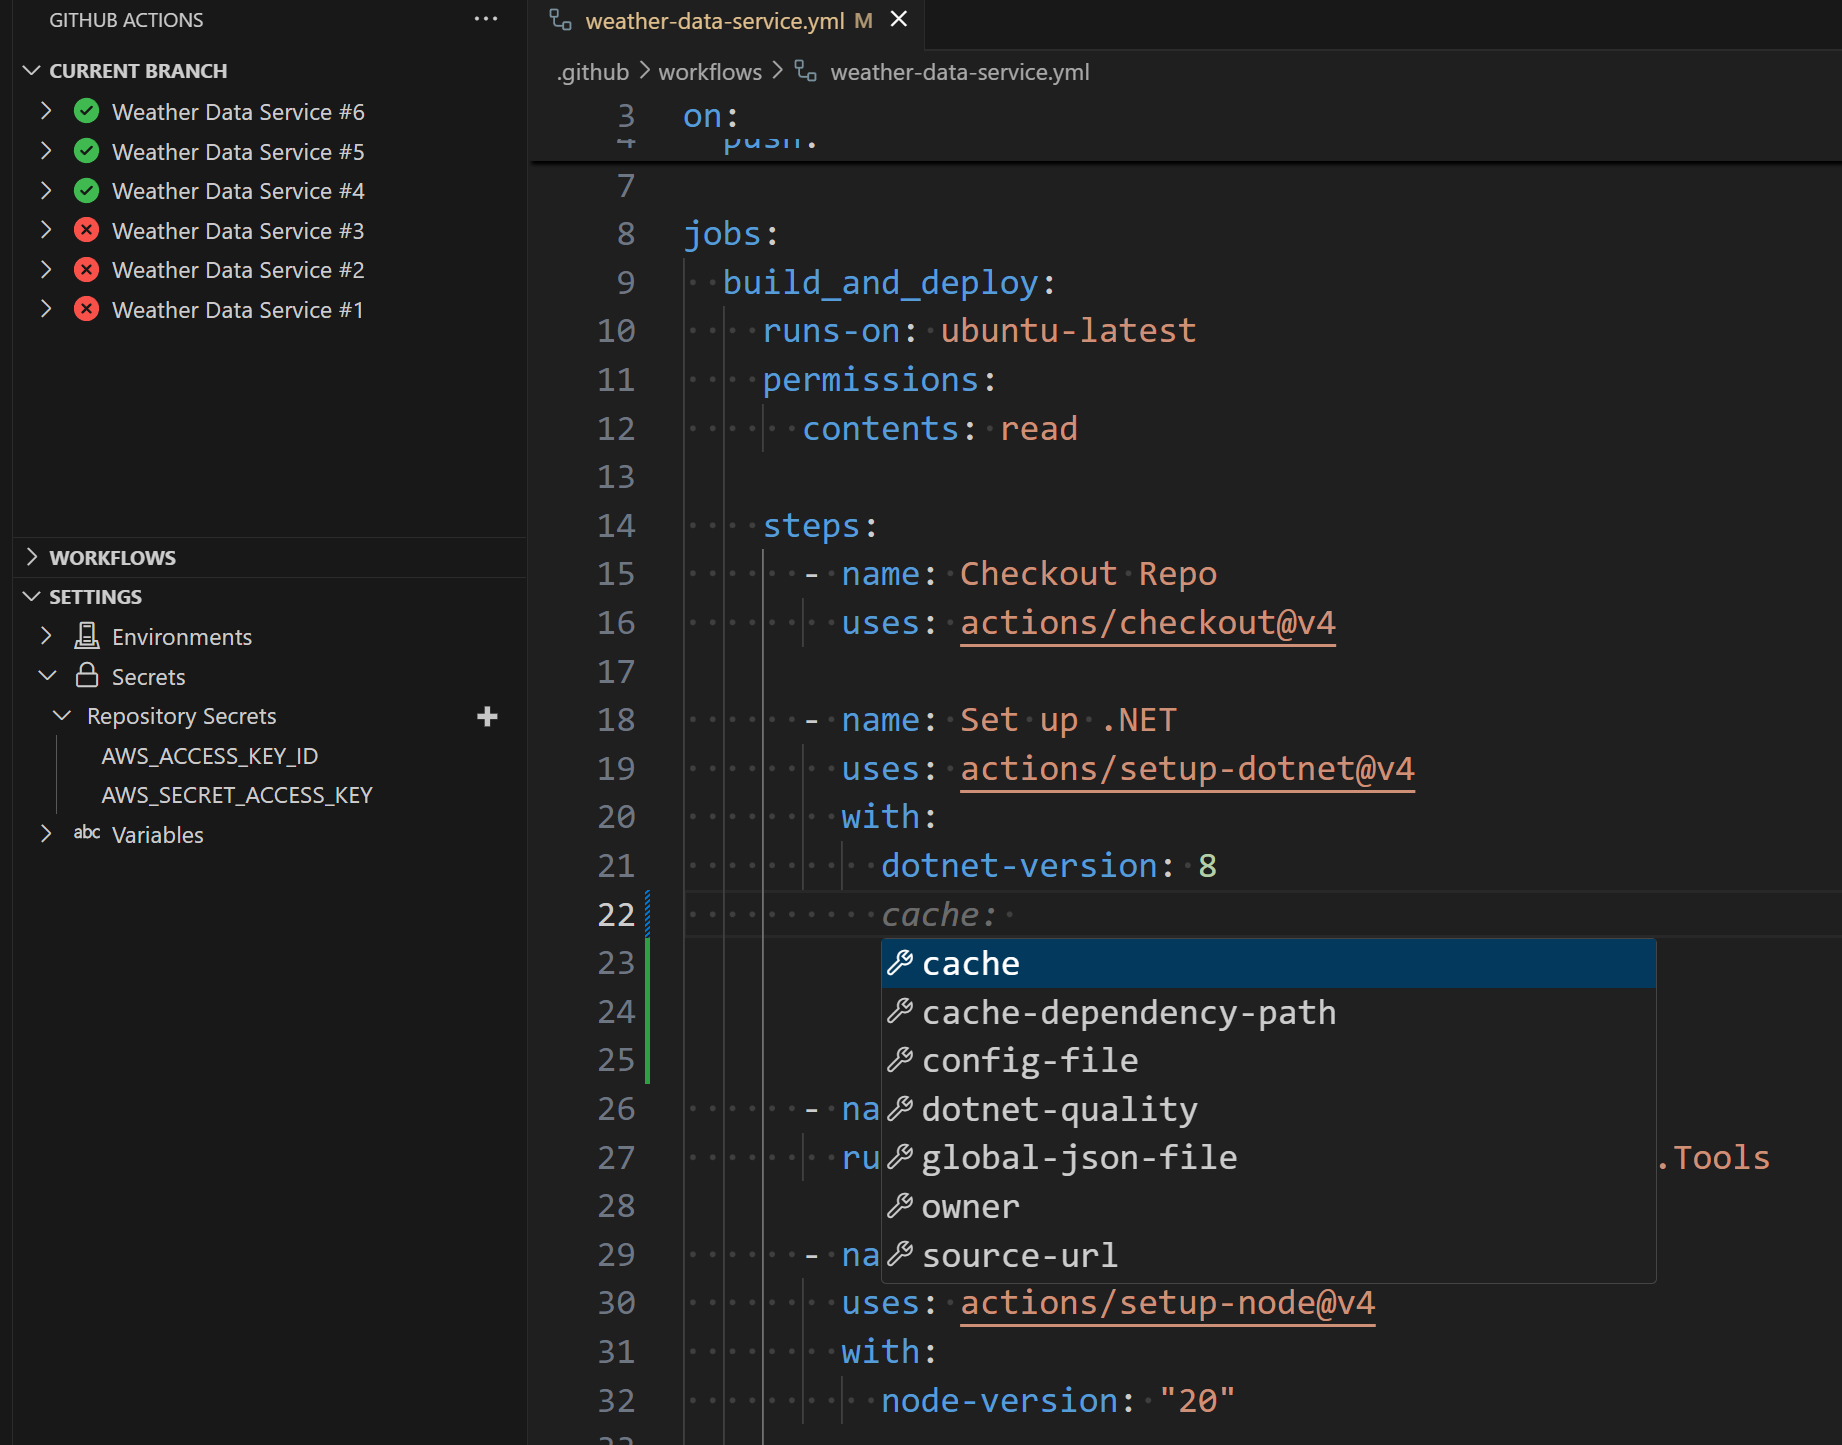 GITHUB ACTIONS
CURRENT BRANCH
Weather Data Service #6
Weather Data Service #5
Weather Data Service #4
Weather Data Service #3
Weather Data Service #2
Weather Data Service #1
WORKFLOWS
SETTINGS
Environments
Secrets
Repository Secrets
AWS_ACCESS_KEY_ID
AWS_SECRET_ACCESS_KEY
abc Variables
weather-data-service.yml M
.github > workflows > weather-data-service.yml
3 on:
4 push:
7
8 jobs:
9 build_and_deploy:
10 runs-on: ubuntu-latest
11 permissions:
12 contents: read
13
14 steps:
15 - name: Checkout Repo
16 uses: actions/checkout@v4
17
18 - name: Set up .NET
19 uses: actions/setup-dotnet@v4
20 with:
21 dotnet-version: 8
22 cache:
23 cache
24 cache-dependency-path
25 config-file
26 - na dotnet-quality
27 ru global-json-file .Tools
28 owner
29 - na source-url
30 uses: actions/setup-node@v4
31 with:
32 node-version: "20"